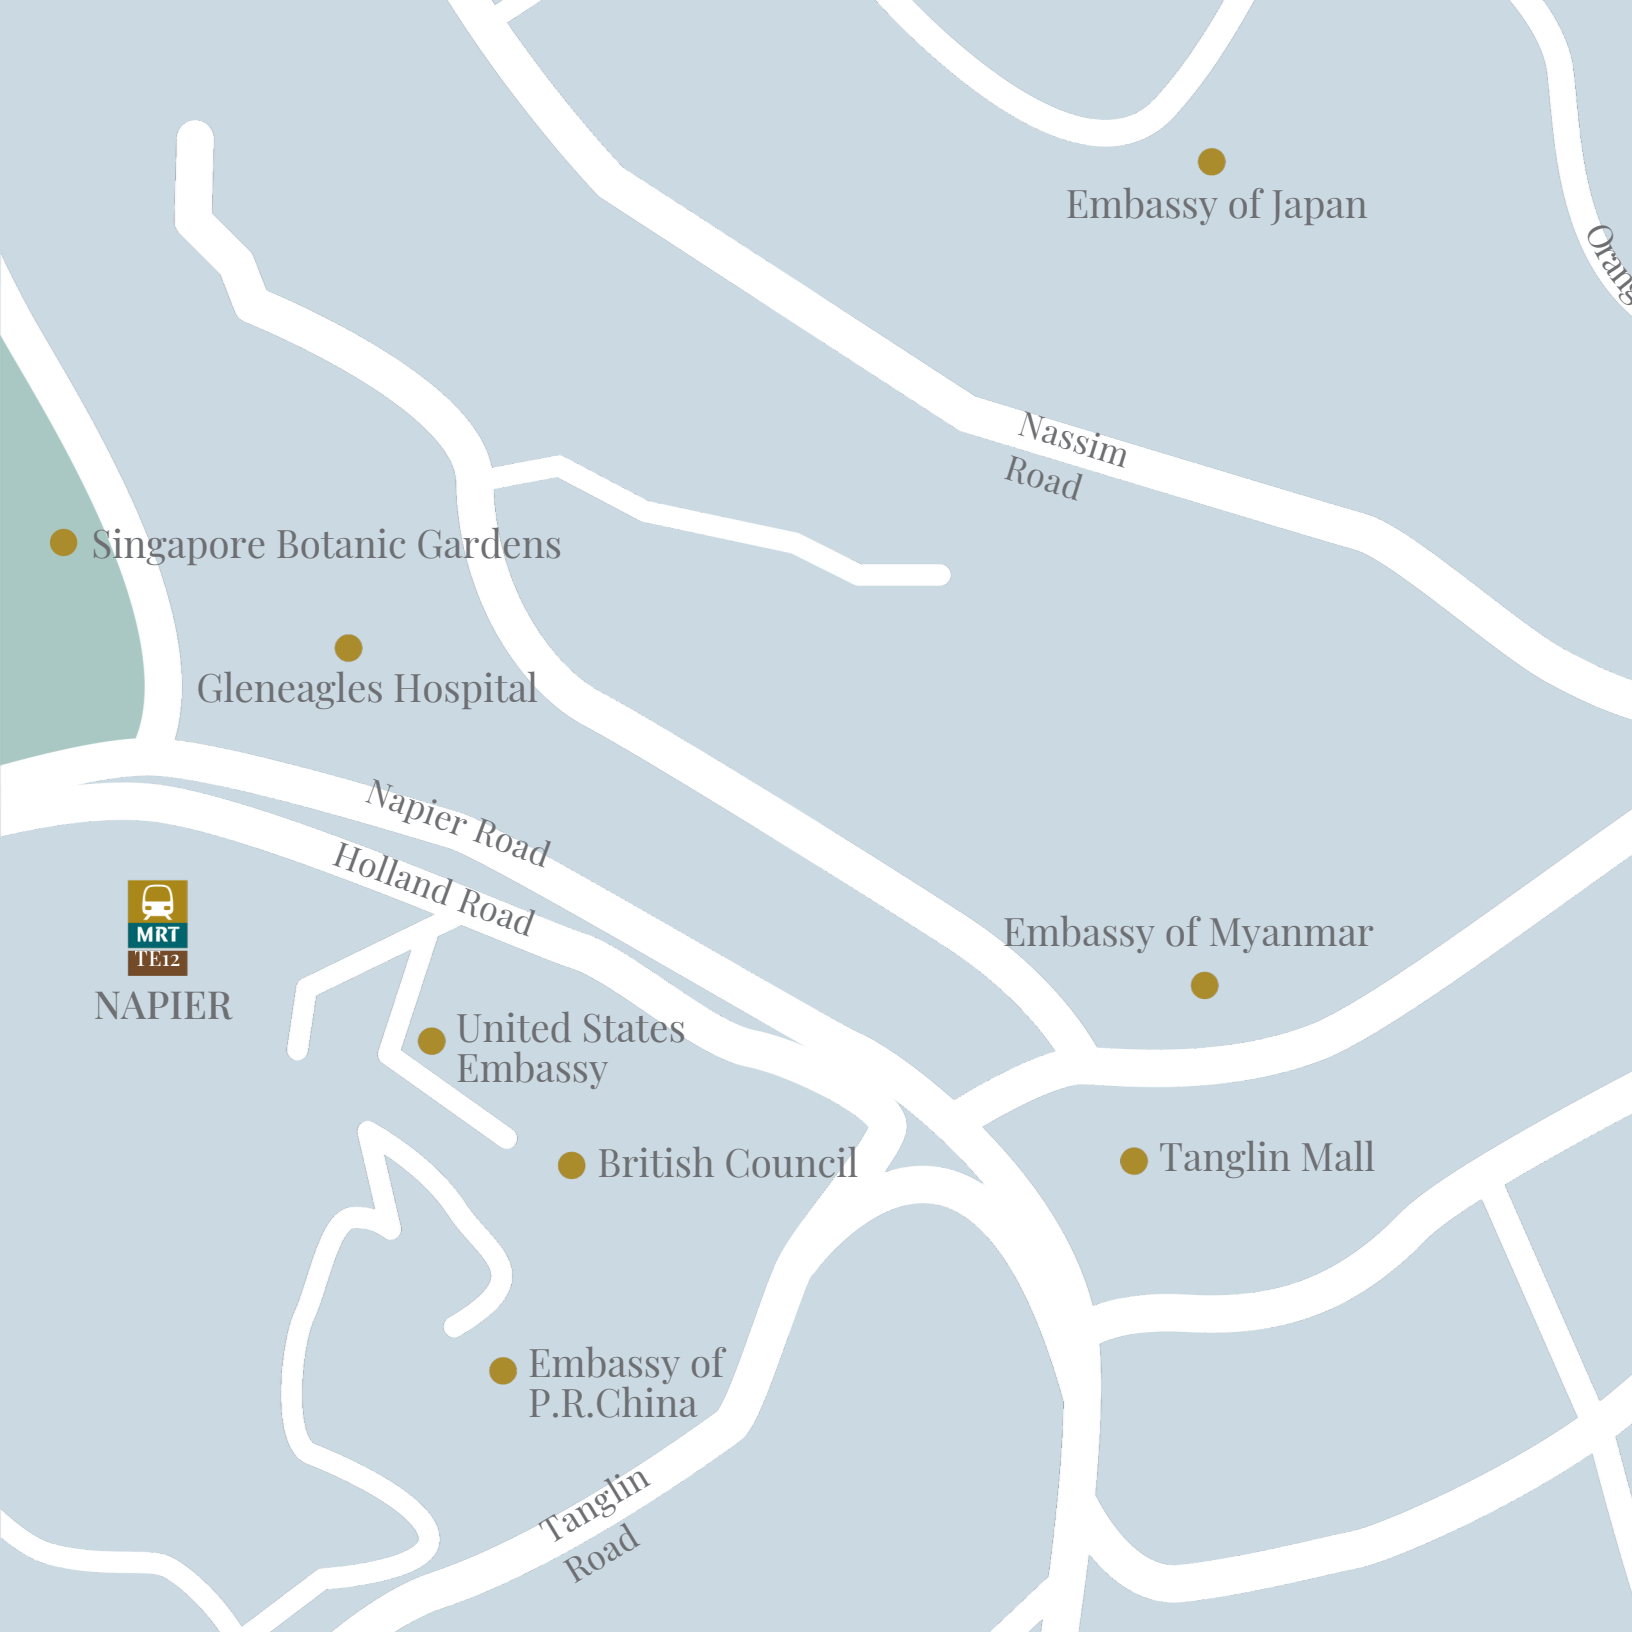 Embassy of Japan
Orang
Nassim
Road
Singapore Botanic Gardens
Gleneagles Hospital
Napier Road
Holland Road
MRT
TE12
NAPIER
Embassy of Myanmar
United States
Embassy
British Council
Tanglin Mall
Embassy of
P.R.China
Tanglin
Road